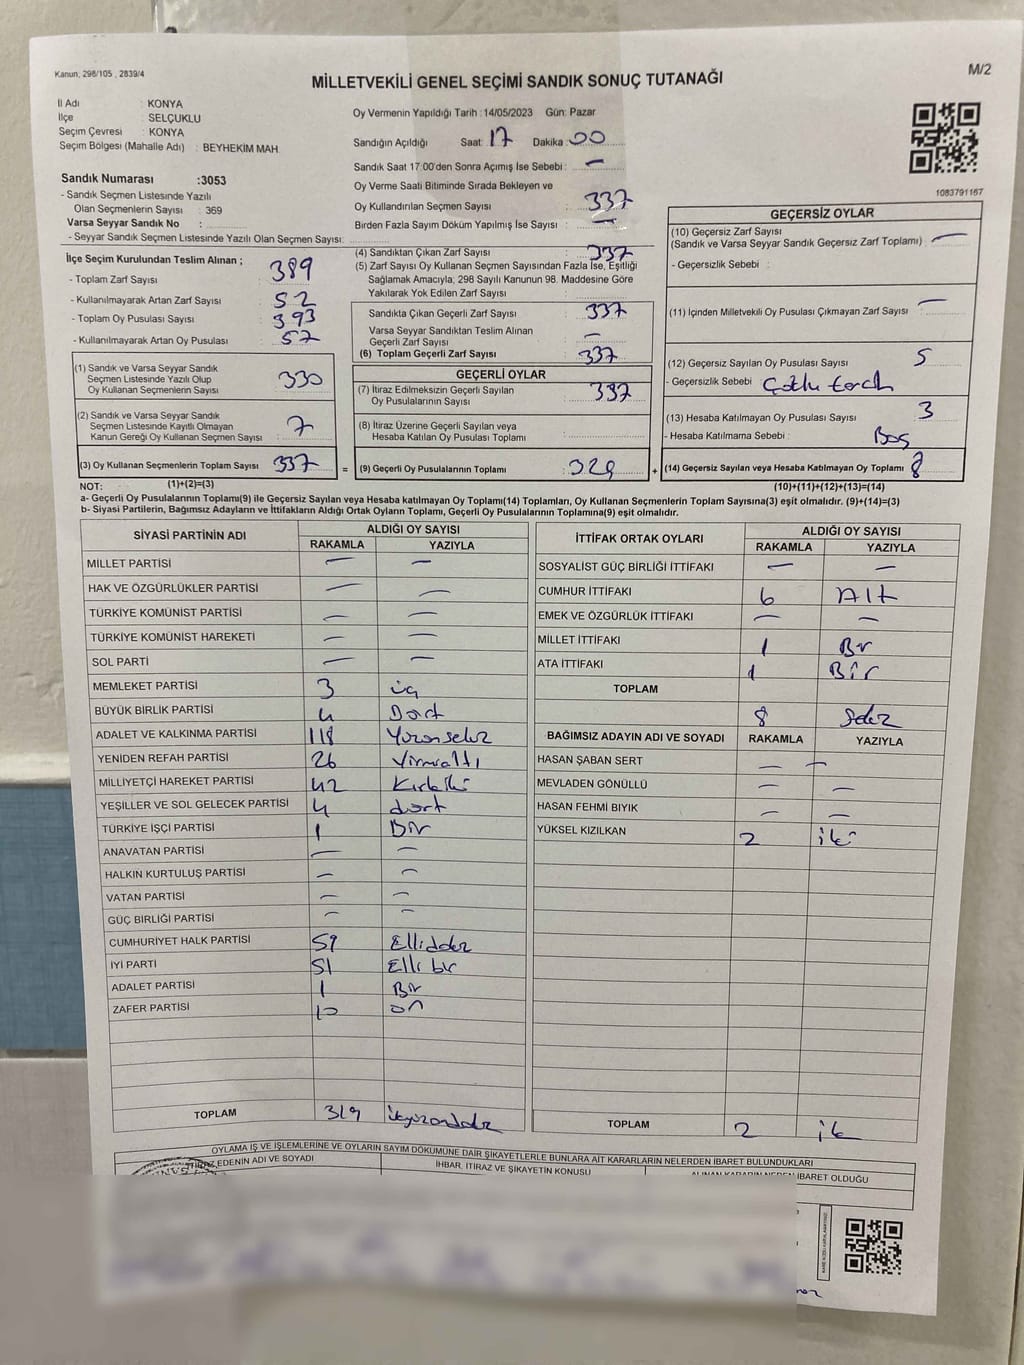 Kanun, 298/105 , 2839/4
M/2
MİLLETVEKİLİ GENEL SEÇİMİ SANDIK SONUÇ TUTANAĞI
İl Adı : KONYA
İlçe : SELÇUKLU
Seçim Çevresi : KONYA
Seçim Bölgesi (Mahalle Adı) : BEYHEKİM MAH.
Sandık Numarası :3053
- Sandık Seçmen Listesinde Yazılı
Olan Seçmenlerin Sayısı : 369
Varsa Seyyar Sandık No :
- Seyyar Sandık Seçmen Listesinde Yazılı Olan Seçmen Sayısı:
Oy Vermenin Yapıldığı Tarih :14/05/2023 Gün: Pazar
Sandığın Açıldığı Saat: 17 Dakika: 00
Sandık Saat 17:00'den Sonra Açımış İse Sebebi : —
Oy Verme Saati Bitiminde Sırada Bekleyen ve
Oy Kullandırılan Seçmen Sayısı : 337
Birden Fazla Sayım Döküm Yapılmış İse Sayısı : —
1083791167
İlçe Seçim Kurulundan Teslim Alınan ;
- Toplam Zarf Sayısı : 389
- Kullanılmayarak Artan Zarf Sayısı : 52
- Toplam Oy Pusulası Sayısı : 393
- Kullanılmayarak Artan Oy Pusulası : 57
(1) Sandık ve Varsa Seyyar Sandık
Seçmen Listesinde Yazılı Olup
Oy Kullanan Seçmenlerin Sayısı : 330
(2) Sandık ve Varsa Seyyar Sandık
Seçmen Listesinde Kayıtlı Olmayan
Kanun Gereği Oy Kullanan Seçmen Sayısı : 7
(3) Oy Kullanan Seçmenlerin Toplam Sayısı : 337 =
(4) Sandıktan Çıkan Zarf Sayısı : 337
(5) Zarf Sayısı Oy Kullanan Seçmen Sayısından Fazla İse, Eşitliği
Sağlamak Amacıyla, 298 Sayılı Kanunun 98. Maddesine Göre
Yakılarak Yok Edilen Zarf Sayısı :
Sandıkta Çıkan Geçerli Zarf Sayısı : 337
Varsa Seyyar Sandıktan Teslim Alınan
Geçerli Zarf Sayısı : —
(6) Toplam Geçerli Zarf Sayısı : 337
GEÇERLİ OYLAR
(7) İtiraz Edilmeksizin Geçerli Sayılan
Oy Pusulalarının Sayısı : 337
(8) İtiraz Üzerine Geçerli Sayılan veya
Hesaba Katılan Oy Pusulası Toplamı :
(9) Geçerli Oy Pusulalarının Toplamı : 329 +
GEÇERSİZ OYLAR
(10) Geçersiz Zarf Sayısı : —
(Sandık ve Varsa Seyyar Sandık Geçersiz Zarf Toplamı)
- Geçersizlik Sebebi :
(11) İçinden Milletvekili Oy Pusulası Çıkmayan Zarf Sayısı : —
(12) Geçersiz Sayılan Oy Pusulası Sayısı : 5
- Geçersizlik Sebebi :
(13) Hesaba Katılmayan Oy Pusulası Sayısı : 3
- Hesaba Katılmama Sebebi : Boş
(14) Geçersiz Sayılan veya Hesaba Katılmayan Oy Toplamı : 8
NOT: (1)+(2)=(3) (10)+(11)+(12)+(13)=(14)
a- Geçerli Oy Pusulalarının Toplamı(9) ile Geçersiz Sayılan veya Hesaba katılmayan Oy Toplamı(14) Toplamları, Oy Kullanan Seçmenlerin Toplam Sayısına(3) eşit olmalıdır. (9)+(14)=(3)
b- Siyasi Partilerin, Bağımsız Adayların ve İttifakların Aldığı Ortak Oyların Toplamı, Geçerli Oy Pusulalarının Toplamına(9) eşit olmalıdır.
SİYASİ PARTİNİN ADI ALDIĞI OY SAYISI
RAKAMLA YAZIYLA
MİLLET PARTİSİ — —
HAK VE ÖZGÜRLÜKLER PARTİSİ — —
TÜRKİYE KOMÜNİST PARTİSİ — —
TÜRKİYE KOMÜNİST HAREKETİ — —
SOL PARTİ — —
MEMLEKET PARTİSİ 3 üç
BÜYÜK BİRLİK PARTİSİ 4 Dört
ADALET VE KALKINMA PARTİSİ 118 Yüzonsekiz
YENİDEN REFAH PARTİSİ 26 Yirmialtı
MİLLİYETÇİ HAREKET PARTİSİ 42 Kırkiki
YEŞİLLER VE SOL GELECEK PARTİSİ 4 dört
TÜRKİYE İŞÇİ PARTİSİ 1 Bir
ANAVATAN PARTİSİ — —
HALKIN KURTULUŞ PARTİSİ — —
VATAN PARTİSİ — —
GÜÇ BİRLİĞİ PARTİSİ — —
CUMHURİYET HALK PARTİSİ 59 Ellidokuz
İYİ PARTİ 51 Elli bir
ADALET PARTİSİ 1 Bir
ZAFER PARTİSİ 10 on
TOPLAM 319 üçyüzondokuz
İTTİFAK ORTAK OYLARI ALDIĞI OY SAYISI
RAKAMLA YAZIYLA
SOSYALİST GÜÇ BİRLİĞİ İTTİFAKI — —
CUMHUR İTTİFAKI 6 Altı
EMEK VE ÖZGÜRLÜK İTTİFAKI — —
MİLLET İTTİFAKI 1 Bir
ATA İTTİFAKI 1 Bir
TOPLAM 8 Sekiz
BAĞIMSIZ ADAYIN ADI VE SOYADI RAKAMLA YAZIYLA
HASAN ŞABAN SERT — —
MEVLADEN GÖNÜLLÜ — —
HASAN FEHMİ BIYIK — —
YÜKSEL KIZILKAN 2 iki
TOPLAM 2 iki
OYLAMA İŞ VE İŞLEMLERİNE VE OYLARIN SAYIM DÖKÜMÜNE DAİR ŞİKAYETLERLE BUNLARA AİT KARARLARIN NELERDEN İBARET BULUNDUKLARI
EDENİN ADI VE SOYADI İHBAR, İTİRAZ VE ŞİKAYETİN KONUSU ALINAN KARARIN NEDEN İBARET OLDUĞU